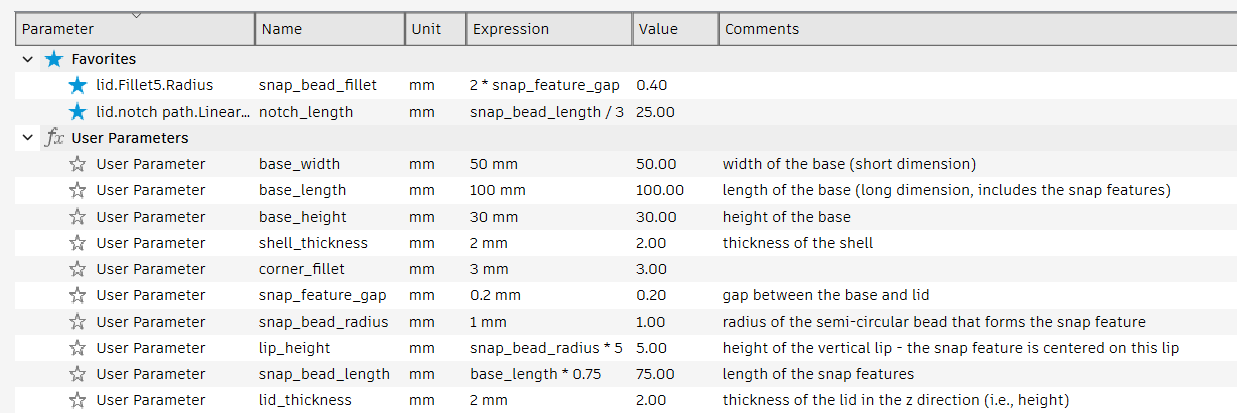 Parameter Name Unit Expression Value Comments
Favorites
lid.Fillet5.Radius snap_bead_fillet mm 2 * snap_feature_gap 0.40
lid.notch path.Linear... notch_length mm snap_bead_length / 3 25.00
fx User Parameters
User Parameter base_width mm 50 mm 50.00 width of the base (short dimension)
User Parameter base_length mm 100 mm 100.00 length of the base (long dimension, includes the snap features)
User Parameter base_height mm 30 mm 30.00 height of the base
User Parameter shell_thickness mm 2 mm 2.00 thickness of the shell
User Parameter corner_fillet mm 3 mm 3.00
User Parameter snap_feature_gap mm 0.2 mm 0.20 gap between the base and lid
User Parameter snap_bead_radius mm 1 mm 1.00 radius of the semi-circular bead that forms the snap feature
User Parameter lip_height mm snap_bead_radius * 5 5.00 height of the vertical lip - the snap feature is centered on this lip
User Parameter snap_bead_length mm base_length * 0.75 75.00 length of the snap features
User Parameter lid_thickness mm 2 mm 2.00 thickness of the lid in the z direction (i.e., height)